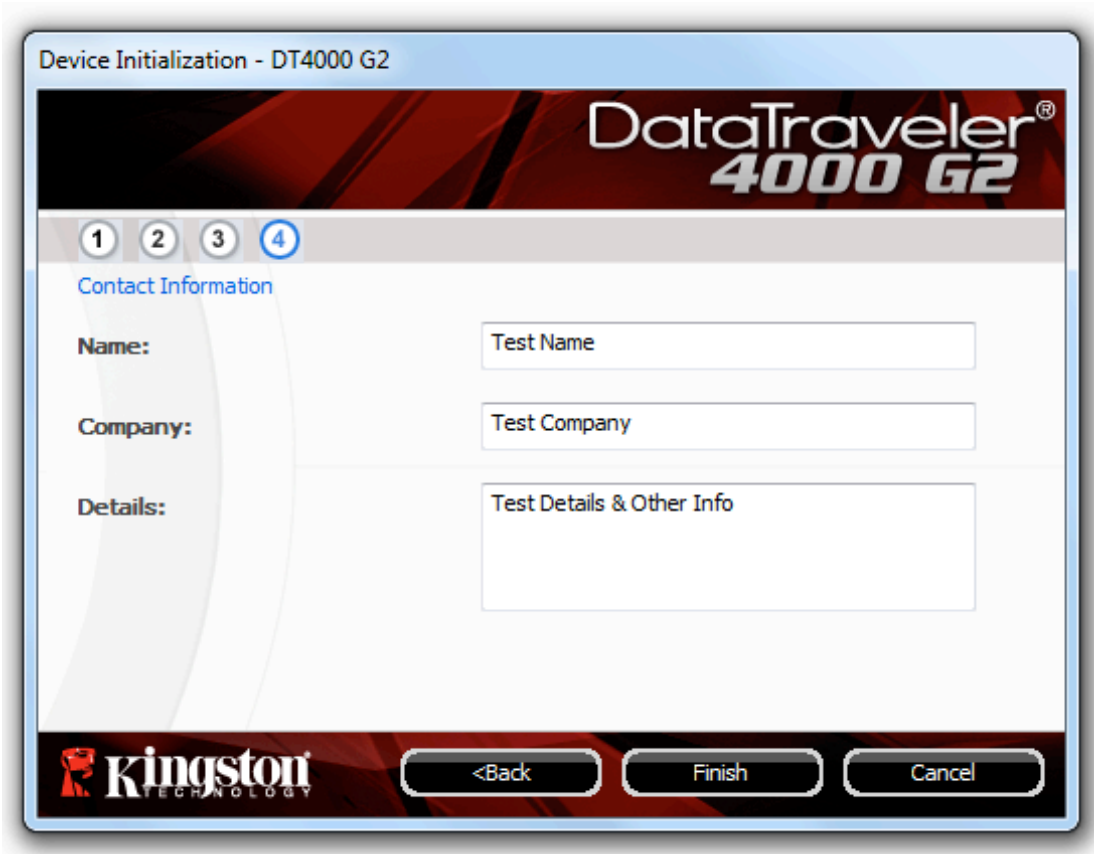 Device Initialization - DT4000 G2
DataTraveler®
4000 G2
1 2 3 4
Contact Information
Name: Test Name
Company: Test Company
Details: Test Details & Other Info
Kingston
TECHNOLOGY
<Back Finish Cancel